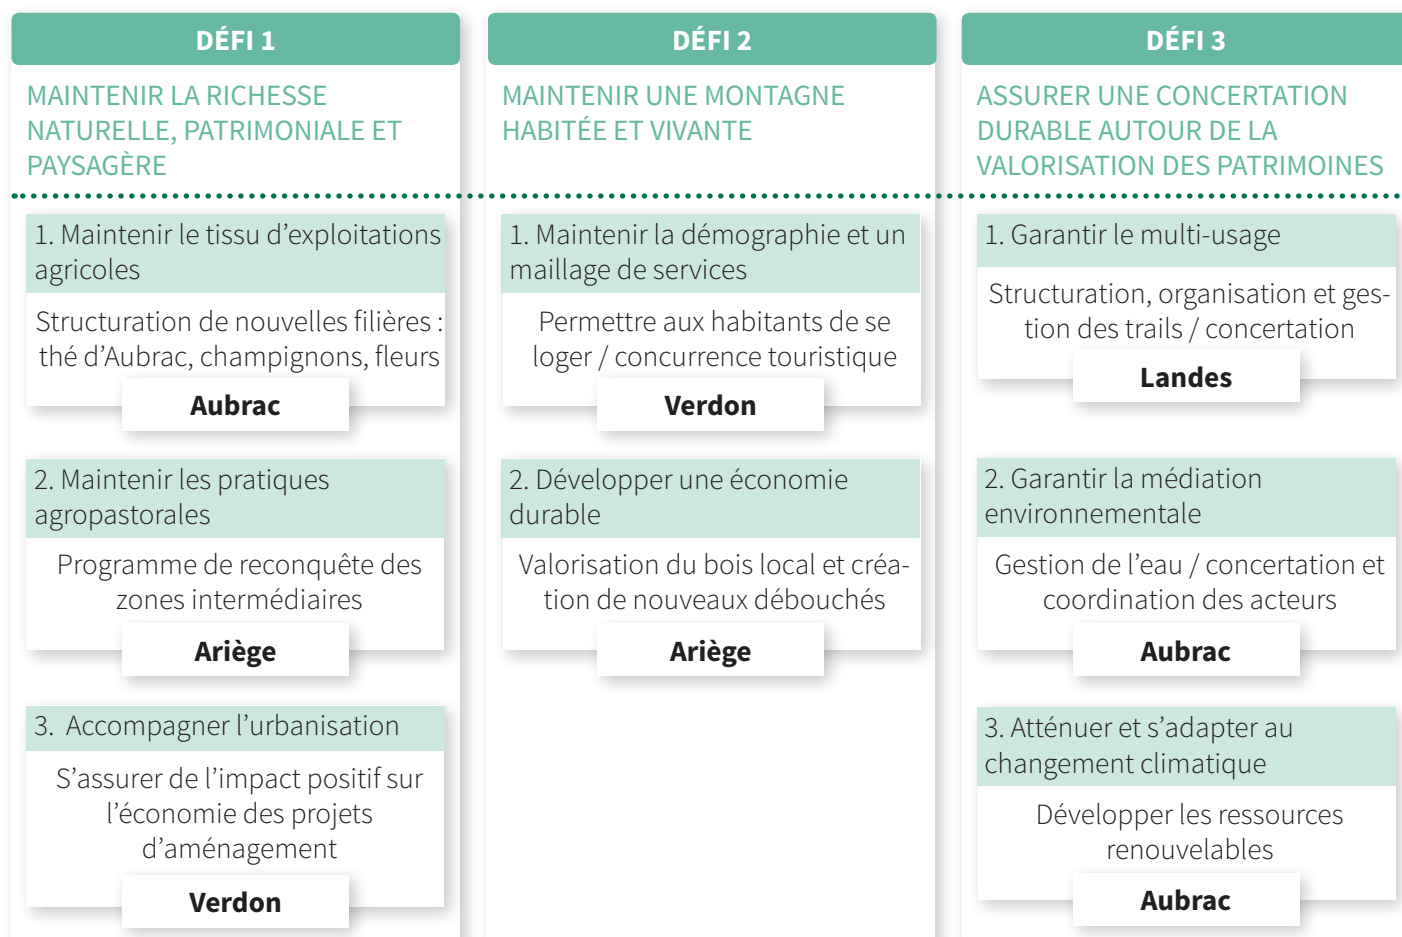 DÉFI 1
MAINTENIR LA RICHESSE
NATURELLE, PATRIMONIALE ET
PAYSAGÈRE
1. Maintenir le tissu d’exploitations
agricoles
Structuration de nouvelles filières :
thé d’Aubrac, champignons, fleurs
Aubrac
2. Maintenir les pratiques
agropastorales
Programme de reconquête des
zones intermédiaires
Ariège
3. Accompagner l’urbanisation
S’assurer de l’impact positif sur
l’économie des projets
d’aménagement
Verdon
DÉFI 2
MAINTENIR UNE MONTAGNE
HABITÉE ET VIVANTE
1. Maintenir la démographie et un
maillage de services
Permettre aux habitants de se
loger / concurrence touristique
Verdon
2. Développer une économie
durable
Valorisation du bois local et créa-
tion de nouveaux débouchés
Ariège
DÉFI 3
ASSURER UNE CONCERTATION
DURABLE AUTOUR DE LA
VALORISATION DES PATRIMOINES
1. Garantir le multi-usage
Structuration, organisation et ges-
tion des trails / concertation
Landes
2. Garantir la médiation
environnementale
Gestion de l’eau / concertation et
coordination des acteurs
Aubrac
3. Atténuer et s’adapter au
changement climatique
Développer les ressources
renouvelables
Aubrac